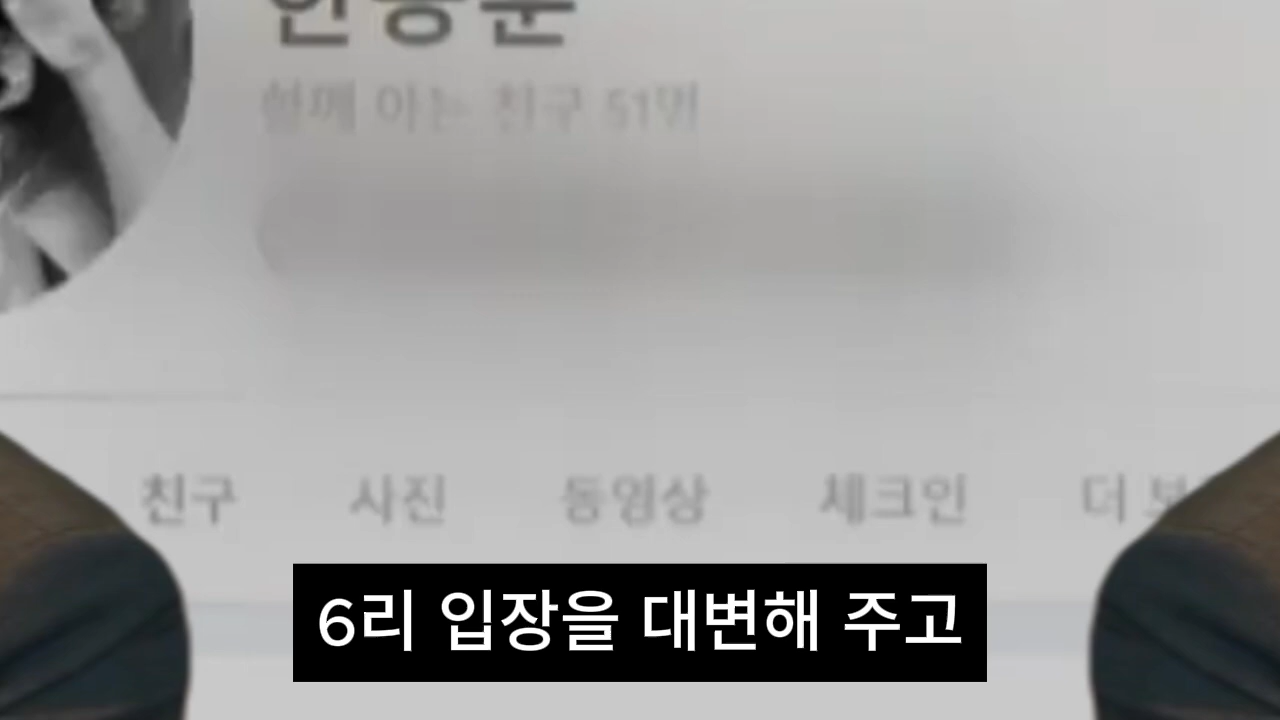 함께 아는 친구 51명
친구 사진 동영상 체크인 더 보
6리 입장을 대변해 주고